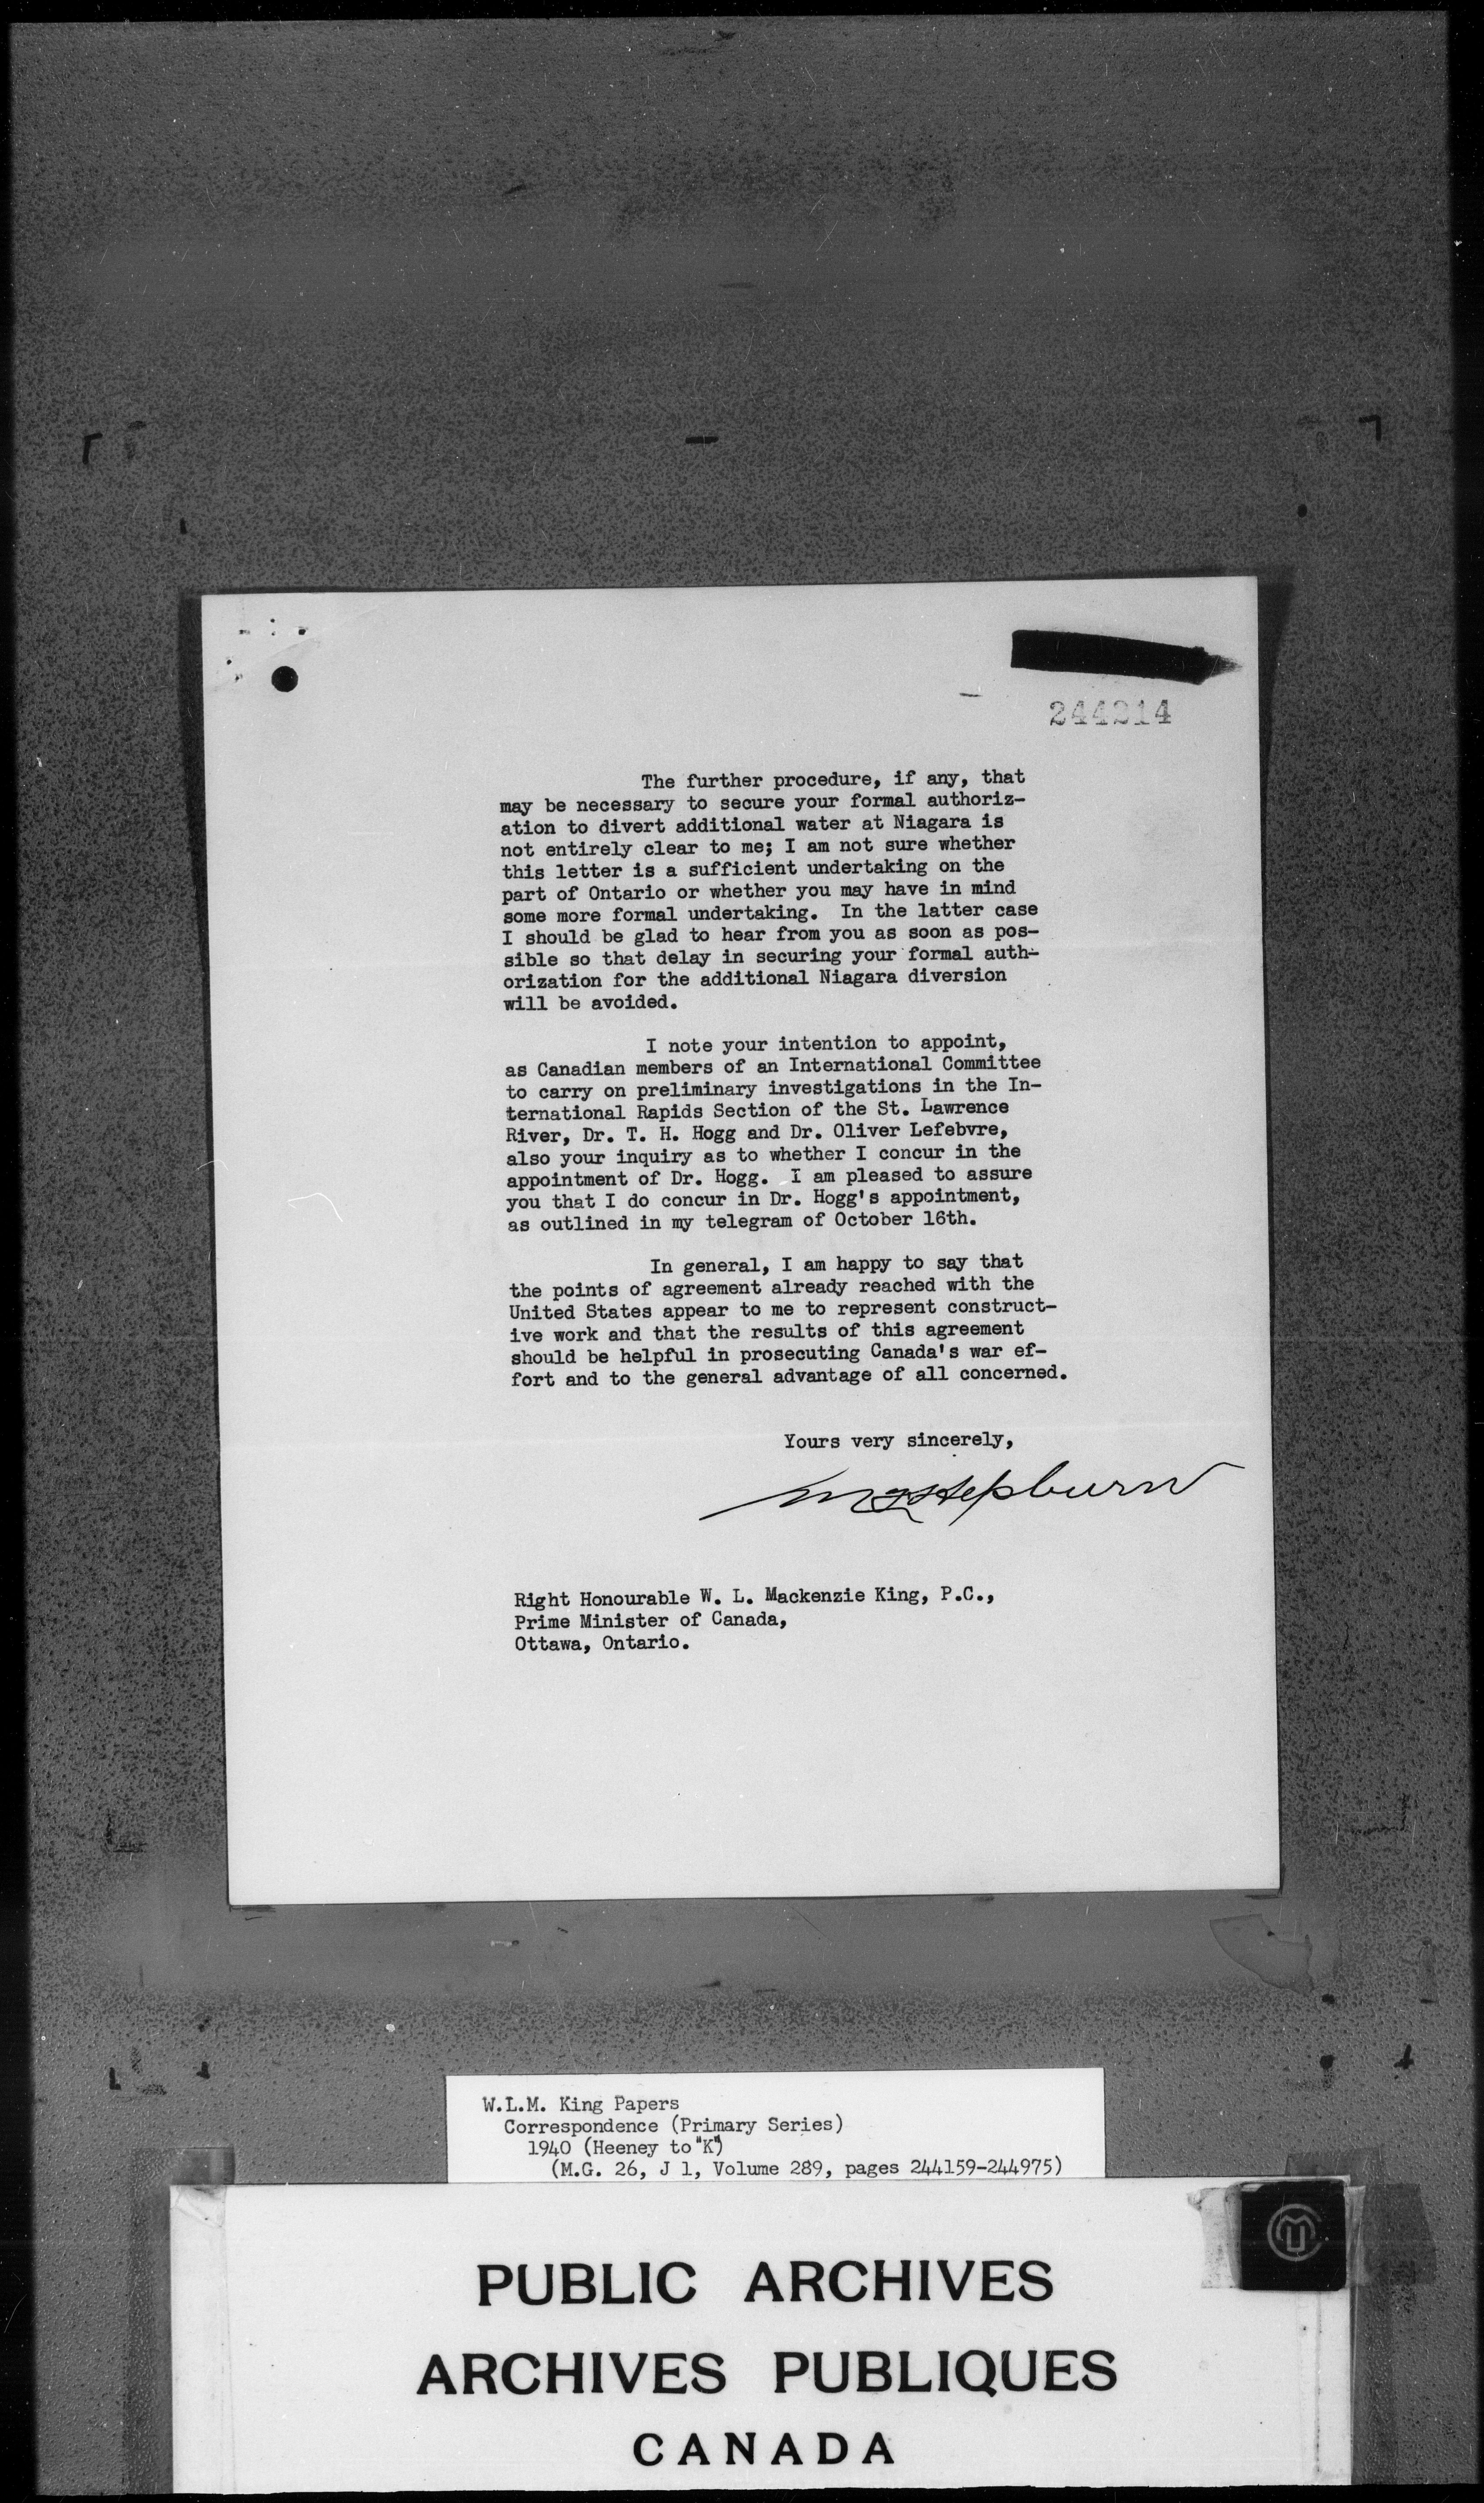 244214
The further procedure, if any, that
may be necessary to secure your formal authoriz-
ation to divert additional water at Niagara is
not entirely clear to me; I am not sure whether
this letter is a sufficient undertaking on the
part of Ontario or whether you may have in mind
some more formal undertaking. In the latter case
I should be glad to hear from you as soon as pos-
sible so that delay in securing your formal auth-
orization for the additional Niagara diversion
will be avoided.
I note your intention to appoint,
as Canadian members of an International Committee
to carry on preliminary investigations in the In-
ternational Rapids Section of the St. Lawrence
River, Dr. T. H. Hogg and Dr. Oliver Lefebvre,
also your inquiry as to whether I concur in the
appointment of Dr. Hogg. I am pleased to assure
you that I do concur in Dr. Hogg's appointment,
as outlined in my telegram of October 16th.
In general, I am happy to say that
the points of agreement already reached with the
United States appear to me to represent construct-
ive work and that the results of this agreement
should be helpful in prosecuting Canada's war ef-
fort and to the general advantage of all concerned.
Yours very sincerely,
Hepburn
Right Honourable W. L. Mackenzie King, P.C.,
Prime Minister of Canada,
Ottawa, Ontario.
W.L.M. King Papers
Correspondence (Primary Series)
1940 (Heeney to "K")
(M.G. 26, J 1, Volume 289, pages 244159-244975)
PUBLIC ARCHIVES
ARCHIVES PUBLIQUES
CANADA